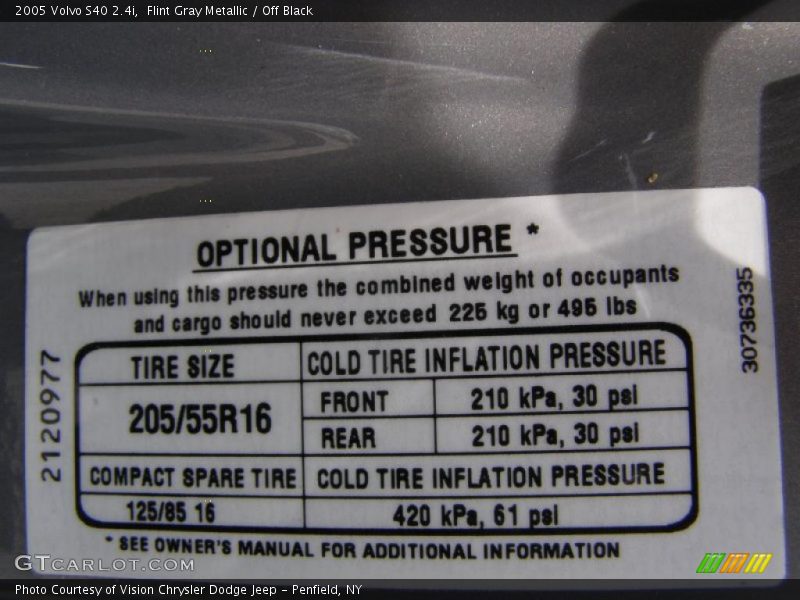 2005 Volvo S40 2.4i, Flint Gray Metallic / Off Black
OPTIONAL PRESSURE *
When using this pressure the combined weight of occupants
and cargo should never exceed 225 kg or 495 lbs
2120977
30736335
TIRE SIZE COLD TIRE INFLATION PRESSURE
205/55R16
FRONT 210 kPa, 30 psi
REAR 210 kPa, 30 psi
COMPACT SPARE TIRE COLD TIRE INFLATION PRESSURE
125/85 16 420 kPa, 61 psi
* SEE OWNER'S MANUAL FOR ADDITIONAL INFORMATION
GTCARLOT.COM
Photo Courtesy of Vision Chrysler Dodge Jeep - Penfield, NY